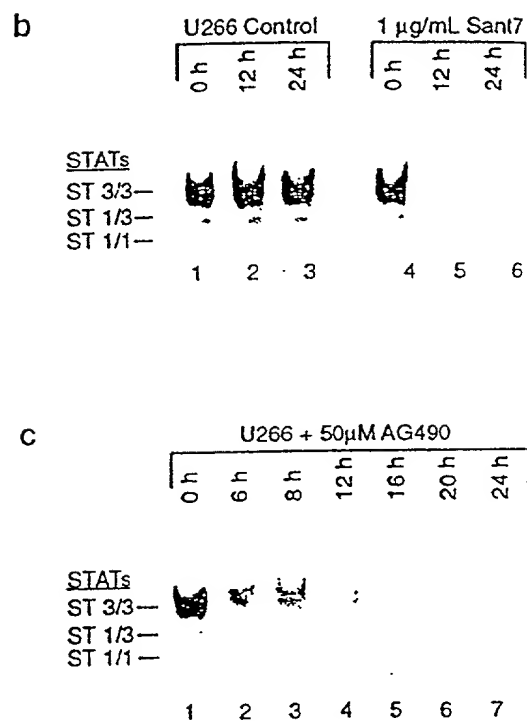 b
U266 Control 1 μg/mL Sant7
0 h 12 h 24 h 0 h 12 h 24 h
STATs
ST 3/3
ST 1/3
ST 1/1
1 2 3 4 5 6
c
U266 + 50μM AG490
0 h 6 h 8 h 12 h 16 h 20 h 24 h
STATs
ST 3/3
ST 1/3
ST 1/1
1 2 3 4 5 6 7